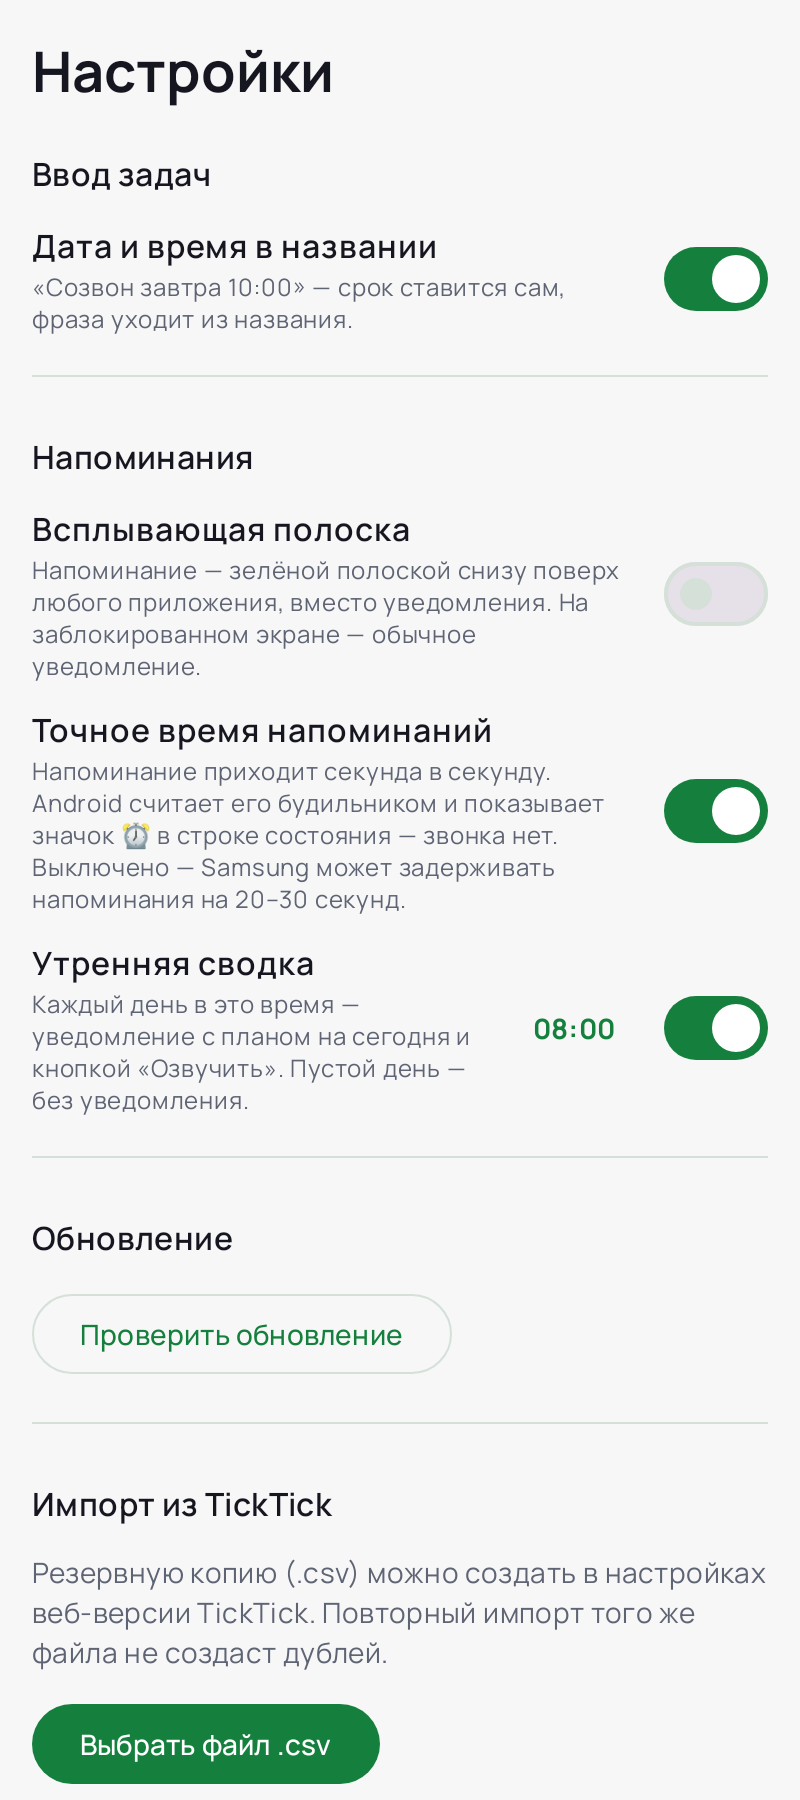 Настройки
Ввод задач
Дата и время в названии
«Созвон завтра 10:00» — срок ставится сам,
фраза уходит из названия.
Напоминания
Всплывающая полоска
Напоминание — зелёной полоской снизу поверх
любого приложения, вместо уведомления. На
заблокированном экране — обычное
уведомление.
Точное время напоминаний
Напоминание приходит секунда в секунду.
Android считает его будильником и показывает
значок ⏰ в строке состояния — звонка нет.
Выключено — Samsung может задерживать
напоминания на 20–30 секунд.
Утренняя сводка
Каждый день в это время —
уведомление с планом на сегодня и
кнопкой «Озвучить». Пустой день —
без уведомления.
08:00
Обновление
Проверить обновление
Импорт из TickTick
Резервную копию (.csv) можно создать в настройках
веб-версии TickTick. Повторный импорт того же
файла не создаст дублей.
Выбрать файл .csv